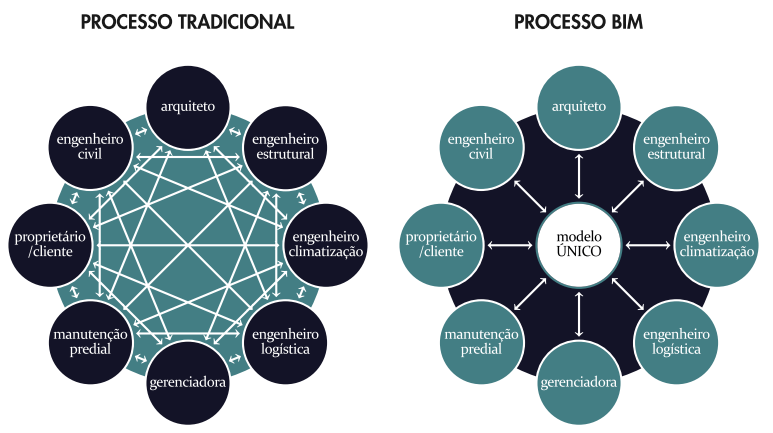 PROCESSO TRADICIONAL
arquiteto
engenheiro
estrutural
engenheiro
climatização
engenheiro
logística
gerenciadora
manutenção
predial
proprietário
/cliente
engenheiro
civil
PROCESSO BIM
arquiteto
engenheiro
estrutural
engenheiro
climatização
engenheiro
logística
gerenciadora
manutenção
predial
proprietário
/cliente
engenheiro
civil
modelo
ÚNICO